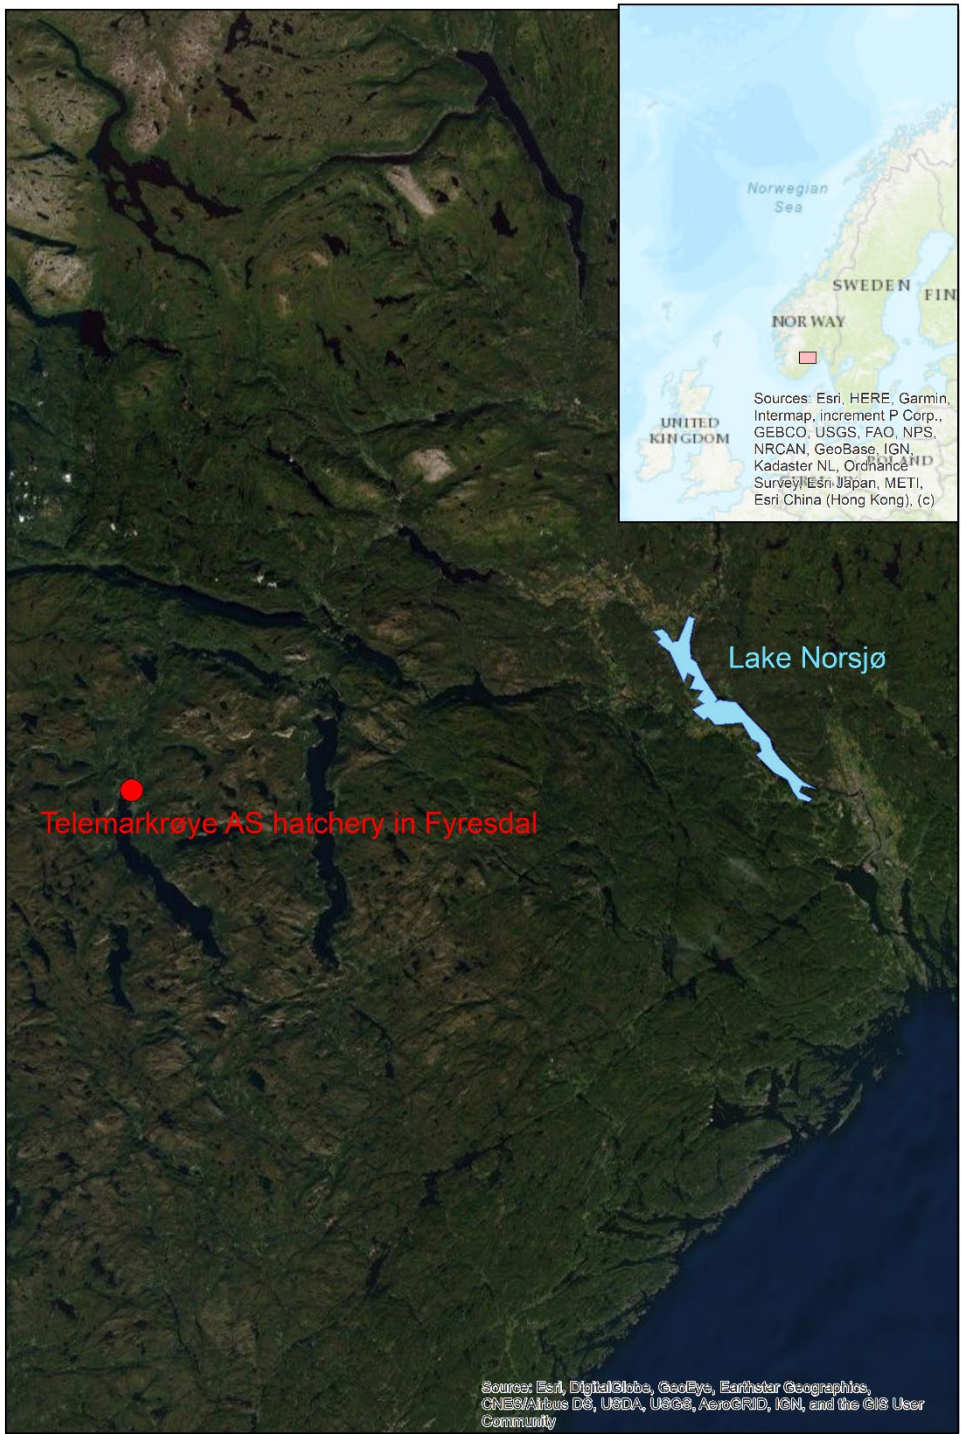 Norwegian
Sea
SWEDEN
FIN
NORWAY
UNITED
KINGDOM
POLAND
Sources: Esri, HERE, Garmin,
Intermap, increment P Corp.,
GEBCO, USGS, FAO, NPS,
NRCAN, GeoBase, IGN,
Kadaster NL, Ordnance
Survey, Esri Japan, METI,
Esri China (Hong Kong), (c)
Lake Norsjø
Telemarkrøye AS hatchery in Fyresdal
Source: Esri, DigitalGlobe, GeoEye, Earthstar Geographics,
CNES/Airbus DS, USDA, USGS, AeroGRID, IGN, and the GIS User
Community